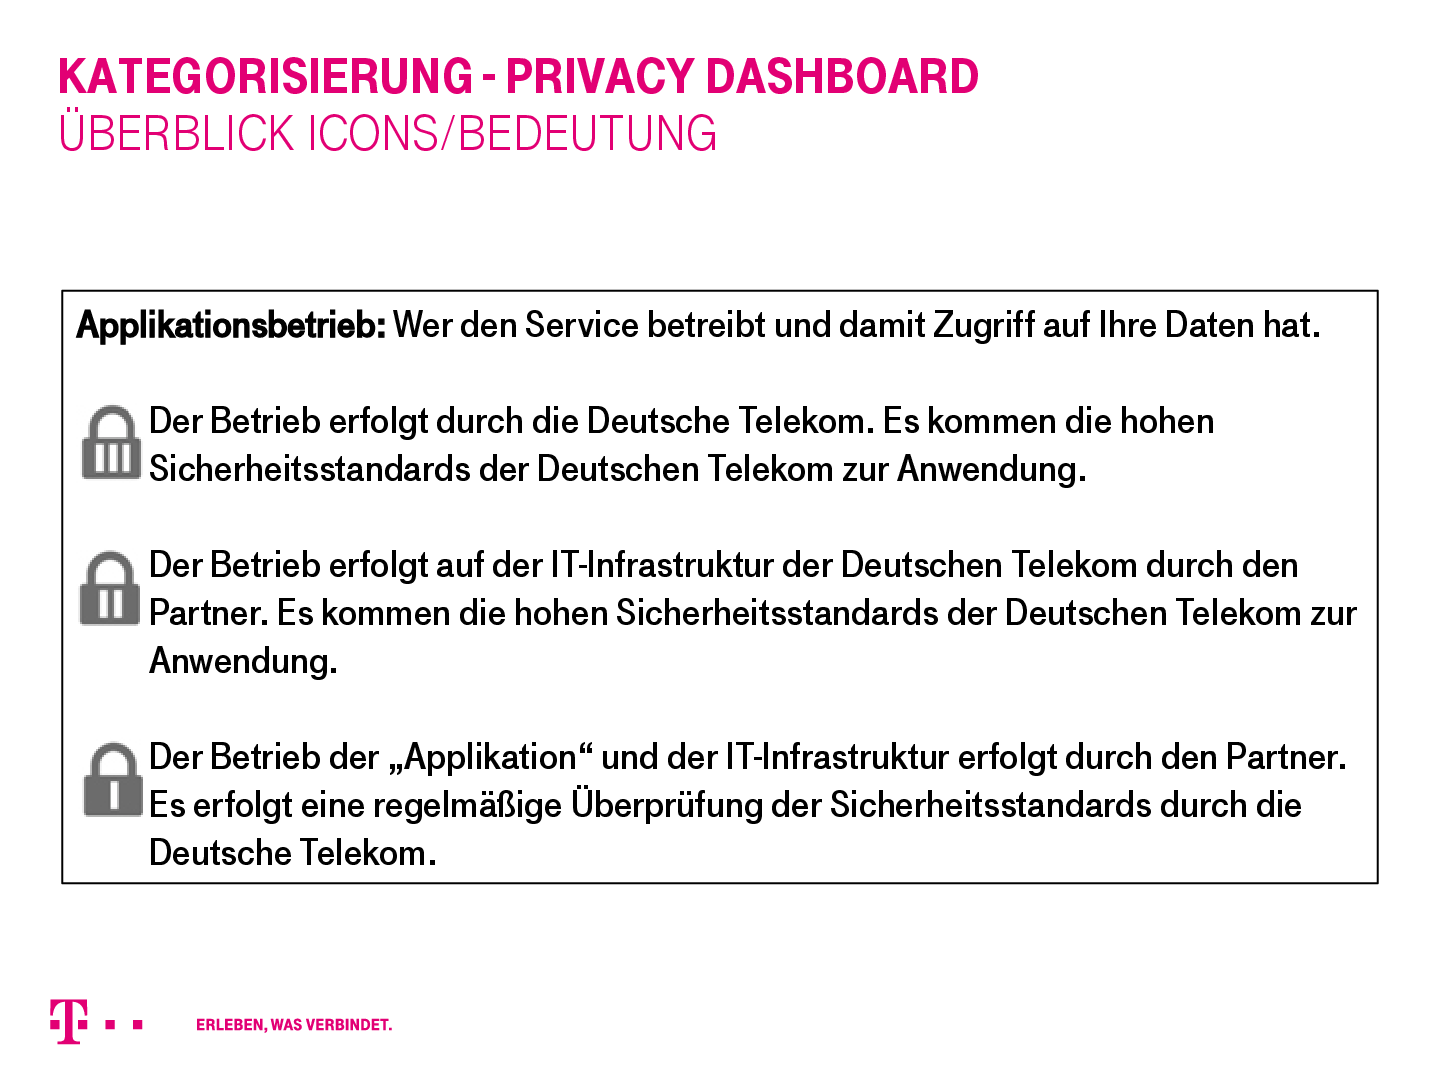 KATEGORISIERUNG - PRIVACY DASHBOARD
ÜBERBLICK ICONS/BEDEUTUNG
Applikationsbetrieb: Wer den Service betreibt und damit Zugriff auf Ihre Daten hat.
Der Betrieb erfolgt durch die Deutsche Telekom. Es kommen die hohen
Sicherheitsstandards der Deutschen Telekom zur Anwendung.
Der Betrieb erfolgt auf der IT-Infrastruktur der Deutschen Telekom durch den
Partner. Es kommen die hohen Sicherheitsstandards der Deutschen Telekom zur
Anwendung.
Der Betrieb der „Applikation“ und der IT-Infrastruktur erfolgt durch den Partner.
Es erfolgt eine regelmäßige Überprüfung der Sicherheitsstandards durch die
Deutsche Telekom.
T ERLEBEN, WAS VERBINDET.